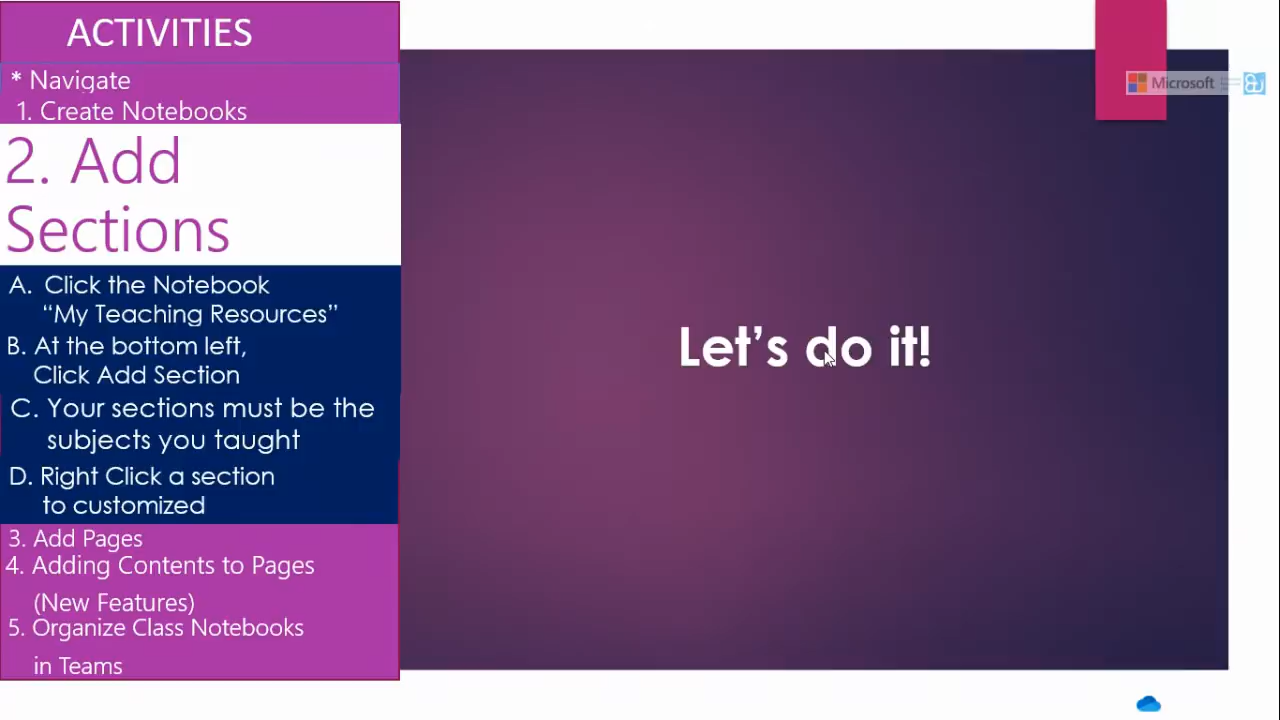 ACTIVITIES
* Navigate
1. Create Notebooks
2. Add
Sections
A. Click the Notebook
“My Teaching Resources”
B. At the bottom left,
Click Add Section
C. Your sections must be the
subjects you taught
D. Right Click a section
to customized
3. Add Pages
4. Adding Contents to Pages
(New Features)
5. Organize Class Notebooks
in Teams
Let’s do it!
Microsoft